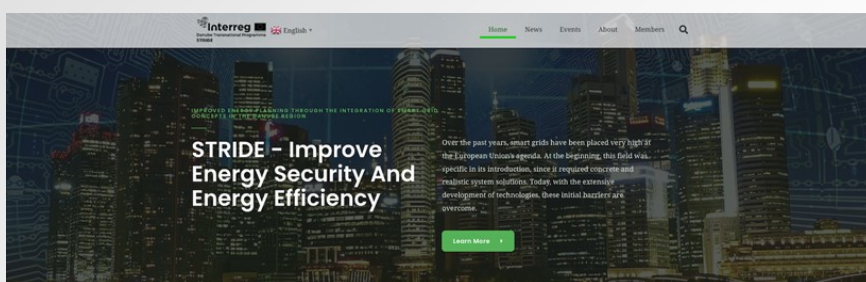 Interreg
Danube Transnational Programme
STRIDE
English
Home
News
Events
About
Members
IMPROVED ENERGY PLANNING THROUGH THE INTEGRATION OF SMART GRID
CONCEPTS IN THE DANUBE REGION
STRIDE - Improve
Energy Security And
Energy Efficiency
Over the past years, smart grids have been placed very high at
the European Union's agenda. At the beginning, this field was
specific in its introduction, since it required concrete and
realistic system solutions. Today, with the extensive
development of technologies, these initial barriers are
overcome.
Learn More